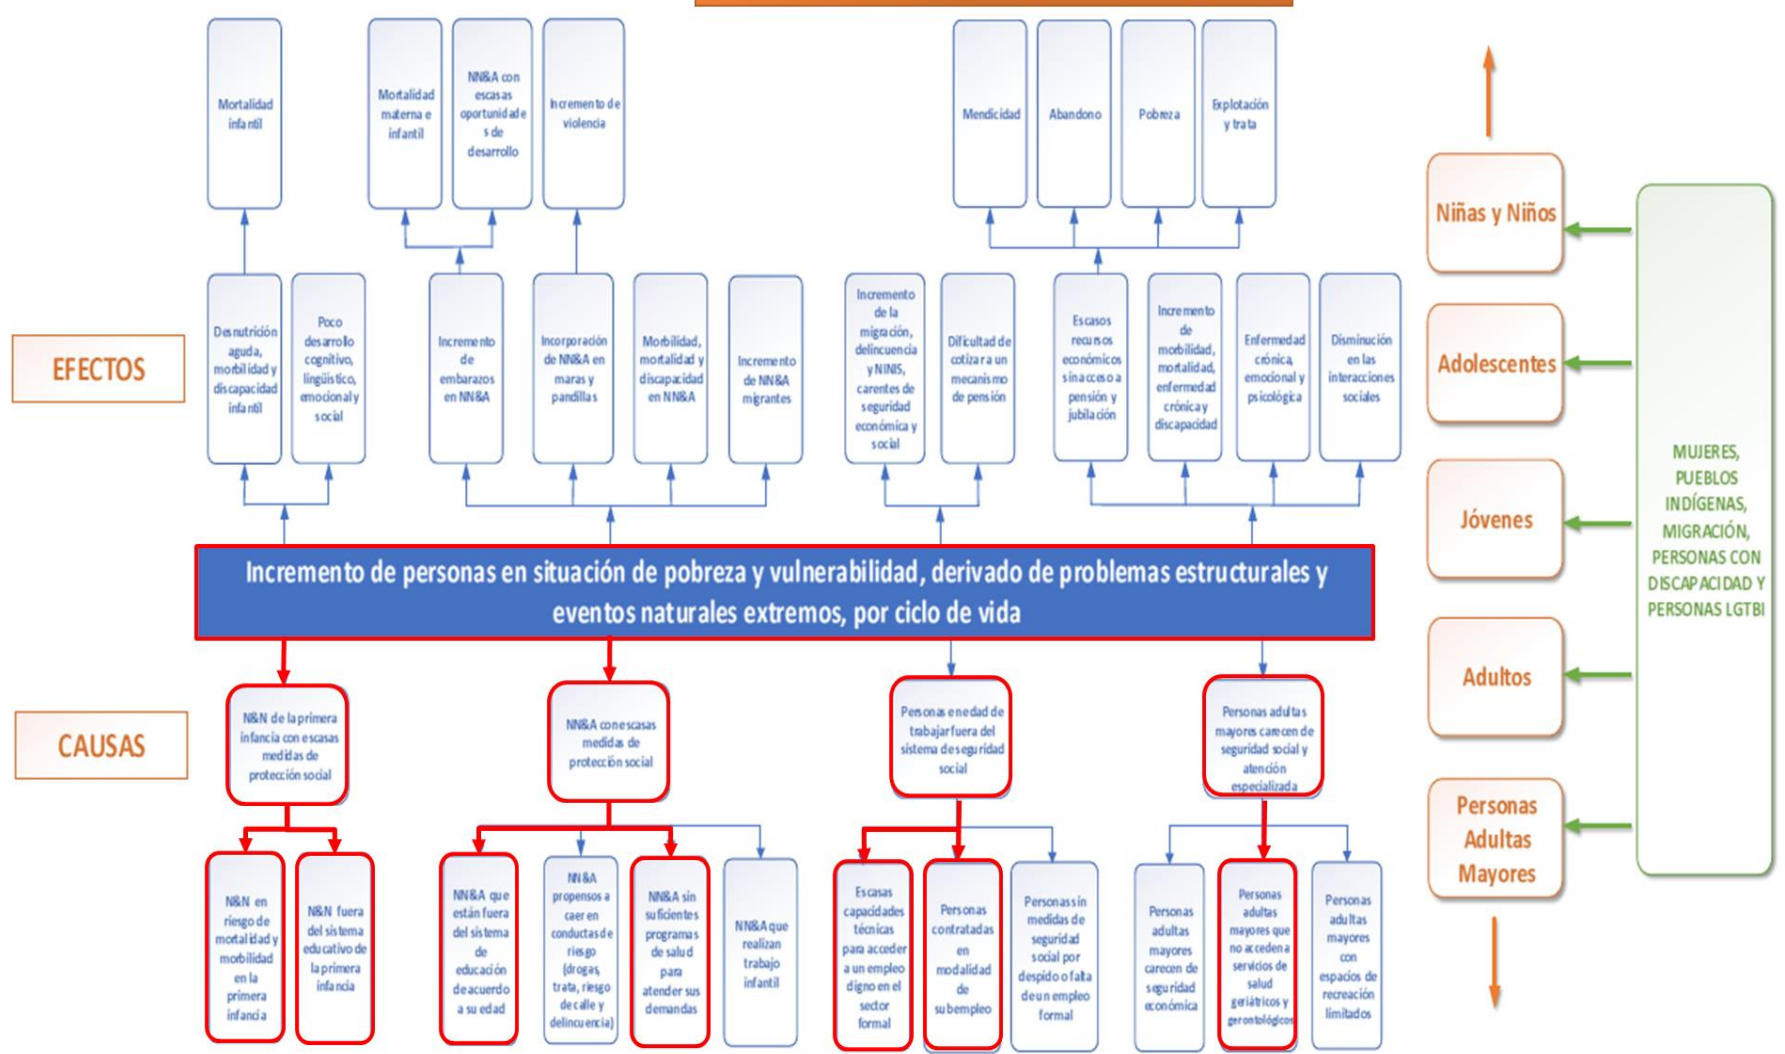 Mortalidad
infantil
Mortalidad
materna e
infantil
NN&A con
escasas
oportunidade
s de
desarrollo
Incremento de
violencia
Mendicidad
Abandono
Pobreza
Explotación
y trata
EFECTOS
Desnutrición
aguda,
morbilidad y
discapacidad
infantil
Poco
desarrollo
cognitivo,
lingüístico,
emocional y
social
Incremento
de
embarazos
en NN&A
Incorporación
de NN&A en
maras y
pandillas
Morbilidad,
mortalidad y
discapacidad
en NN&A
Incremento
de NN&A
migrantes
Incremento
de la
migración,
delincuencia
y NINIS,
carentes de
seguridad
económica y
social
Dificultad de
cotizar a un
mecanismo
de pensión
Escasos
recursos
económicos
sin acceso a
pensión y
jubilación
Incremento
de
morbilidad,
mortalidad,
enfermedad
crónica y
discapacidad
Enfermedad
crónica,
emocional y
psicológica
Disminución
en las
interacciones
sociales
Incremento de personas en situación de pobreza y vulnerabilidad, derivado de problemas estructurales y
eventos naturales extremos, por ciclo de vida
CAUSAS
N&N de la primera
infancia con escasas
medidas de
protección social
NN&A con escasas
medidas de
protección social
Personas en edad de
trabajar fuera del
sistema de seguridad
social
Personas adultas
mayores carecen de
seguridad social y
atención
especializada
N&N en
riesgo de
mortalidad y
morbilidad
en la
primera
infancia
N&N fuera
del sistema
educativo de
la primera
infancia
NN&A que
están fuera
del sistema
de
educación
de acuerdo
a su edad
NN&A
propensos a
caer en
conductas de
riesgo
(drogas,
trata, riesgo
de calle y
delincuencia)
NN&A sin
suficientes
programas
de salud
para
atender sus
demandas
NN&A que
realizan
trabajo
infantil
Escasas
capacidades
técnicas
para acceder
a un empleo
digno en el
sector
formal
Personas
contratadas
en
modalidad
de
subempleo
Personas sin
medidas de
seguridad
social por
despido o falta
de un empleo
formal
Personas
adultas
mayores
carecen de
seguridad
económica
Personas
adultas
mayores que
no acceden a
servicios de
salud
geriátricos y
gerontológicos
Personas
adultas
mayores
con
espacios de
recreación
limitados
Niñas y Niños
Adolescentes
Jóvenes
Adultos
Personas
Adultas
Mayores
MUJERES,
PUEBLOS
INDÍGENAS,
MIGRACIÓN,
PERSONAS CON
DISCAPACIDAD Y
PERSONAS LGTBI